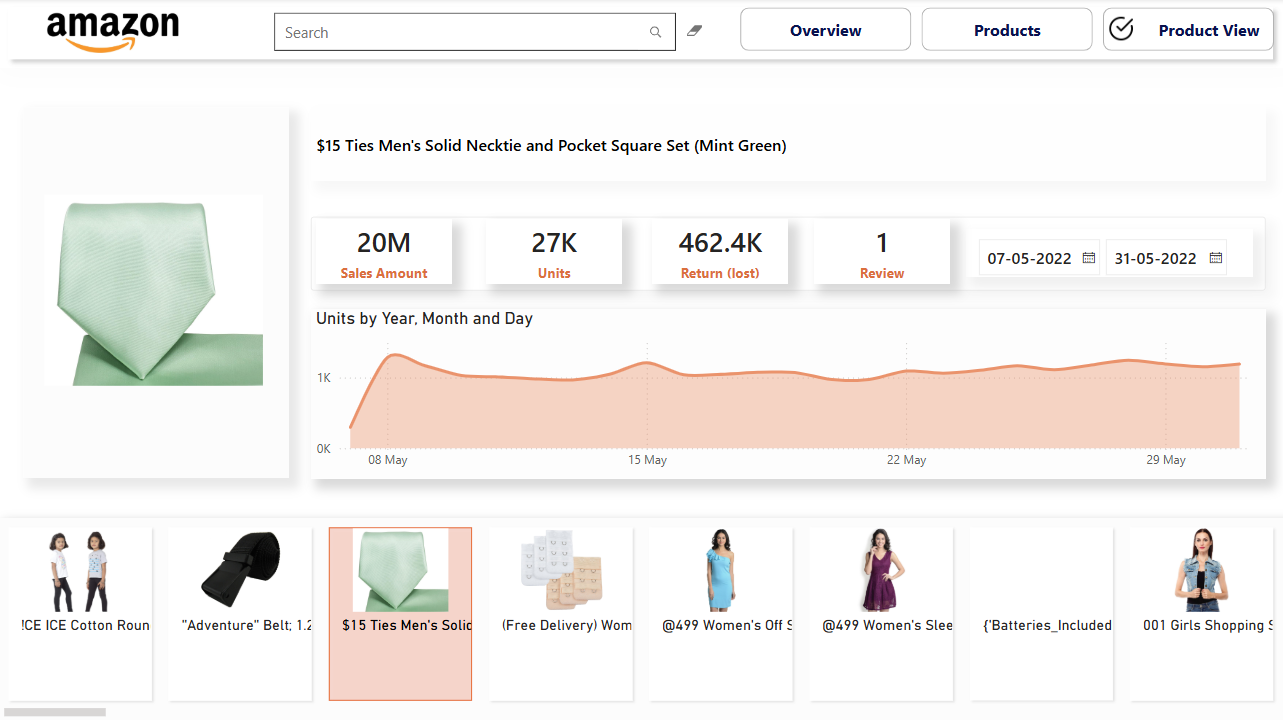 amazon
Search
Overview
Products
Product View
$15 Ties Men's Solid Necktie and Pocket Square Set (Mint Green)
20M
Sales Amount
27K
Units
462.4K
Return (lost)
1
Review
07-05-2022
31-05-2022
Units by Year, Month and Day
1K
0K
08 May
15 May
22 May
29 May
!CE ICE Cotton Roun
"Adventure" Belt; 1.2
$15 Ties Men's Solid
(Free Delivery) Wom
@499 Women's Off S
@499 Women's Slee
{'Batteries_Included
001 Girls Shopping S